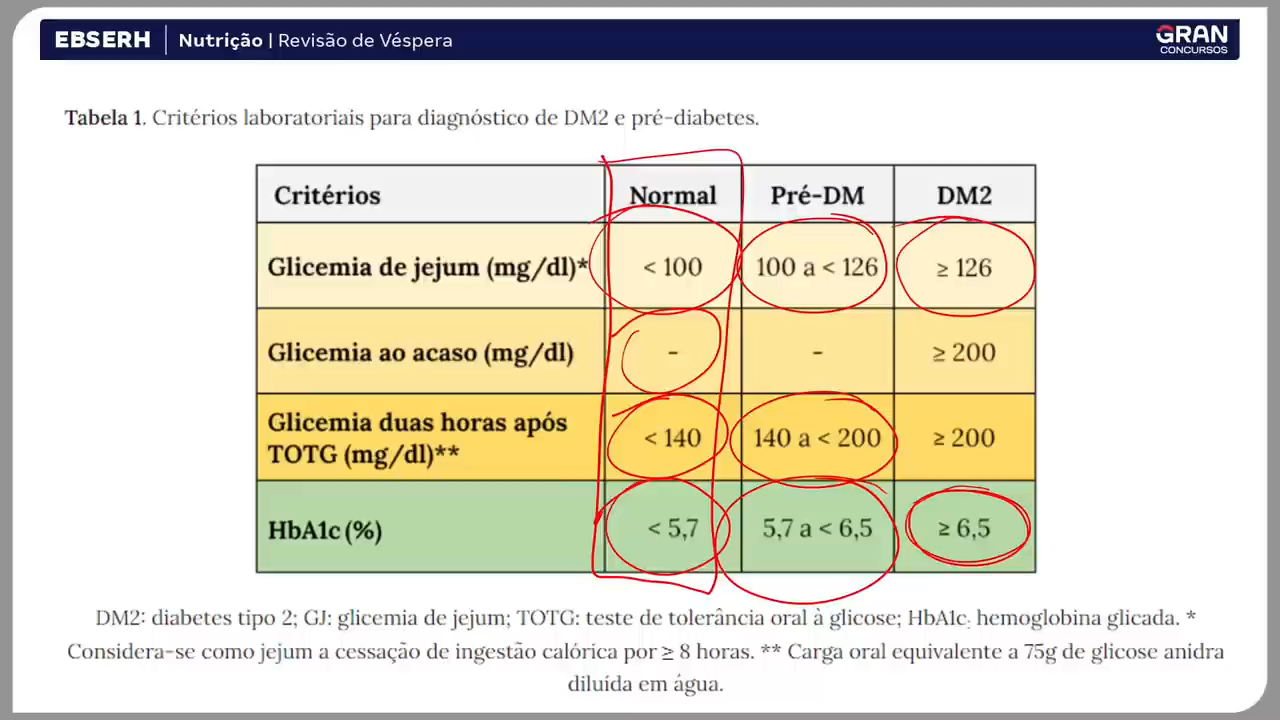 EBSERH | Nutrição | Revisão de Véspera
GRAN
CONCURSOS
Tabela 1. Critérios laboratoriais para diagnóstico de DM2 e pré-diabetes.
Critérios Normal Pré-DM DM2
Glicemia de jejum (mg/dl)* < 100 100 a < 126 ≥ 126
Glicemia ao acaso (mg/dl) - - ≥ 200
Glicemia duas horas após
TOTG (mg/dl)** < 140 140 a < 200 ≥ 200
HbA1c (%) < 5,7 5,7 a < 6,5 ≥ 6,5
DM2: diabetes tipo 2; GJ: glicemia de jejum; TOTG: teste de tolerância oral à glicose; HbA1c: hemoglobina glicada. *
Considera-se como jejum a cessação de ingestão calórica por ≥ 8 horas. ** Carga oral equivalente a 75g de glicose anidra
diluída em água.